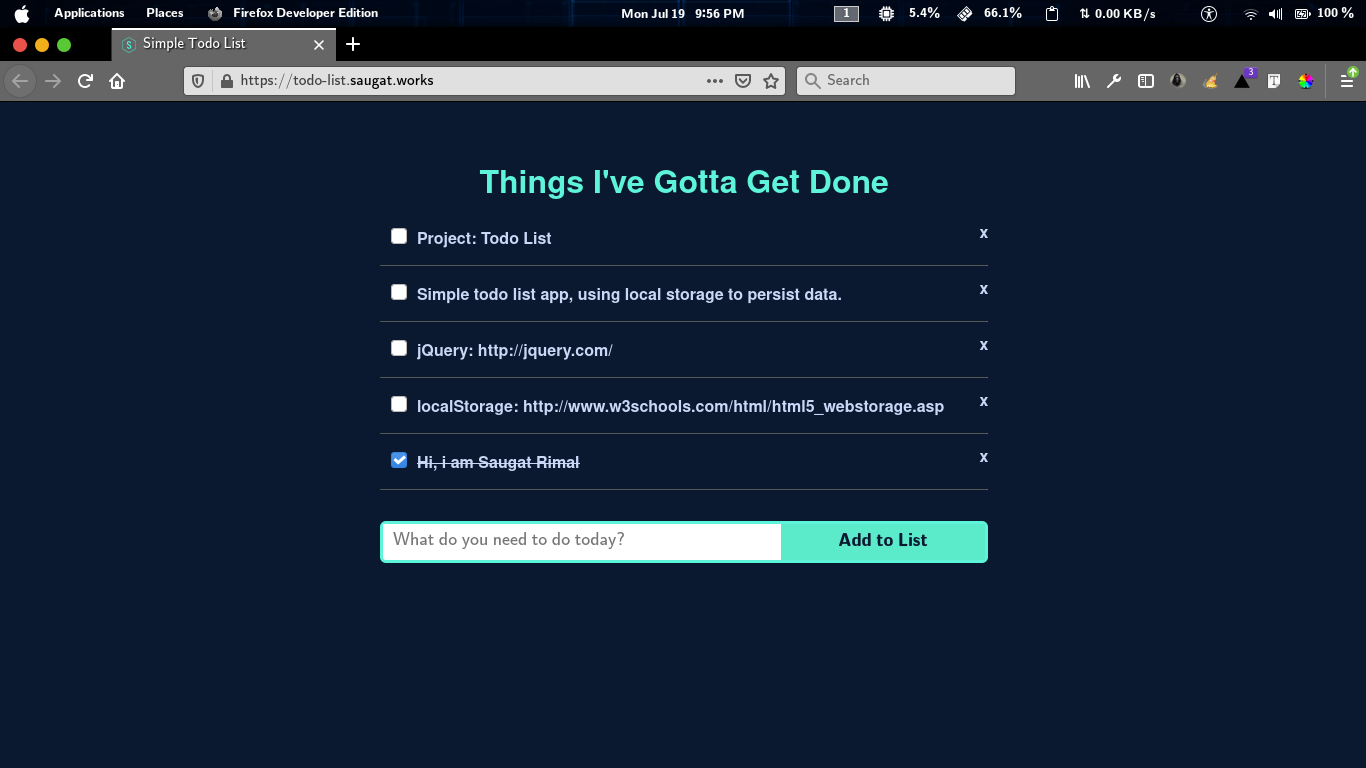 Applications Places Firefox Developer Edition Mon Jul 19 9:56 PM 1 5.4% 66.1% 0.00 KB/s 100 %
Simple Todo List
https://todo-list.saugat.works Search 3 T
Things I've Gotta Get Done
Project: Todo List x
Simple todo list app, using local storage to persist data. x
jQuery: http://jquery.com/ x
localStorage: http://www.w3schools.com/html/html5_webstorage.asp x
Hi, i am Saugat Rimal x
What do you need to do today? Add to List